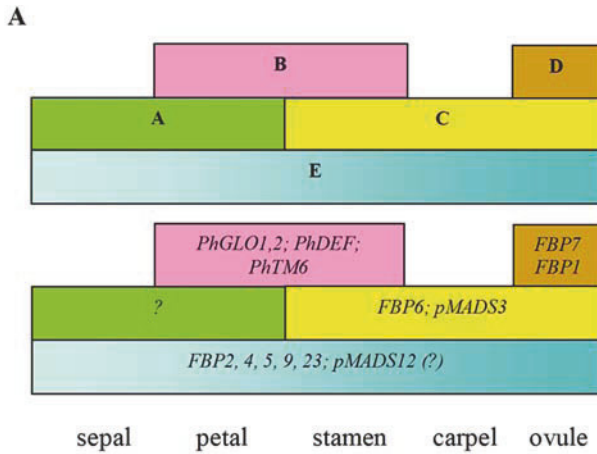 A
B
D
A
C
E
PhGLO1,2; PhDEF;
PhTM6
FBP7
FBP1
?
FBP6; pMADS3
FBP2, 4, 5, 9, 23; pMADS12 (?)
sepal petal stamen carpel ovule